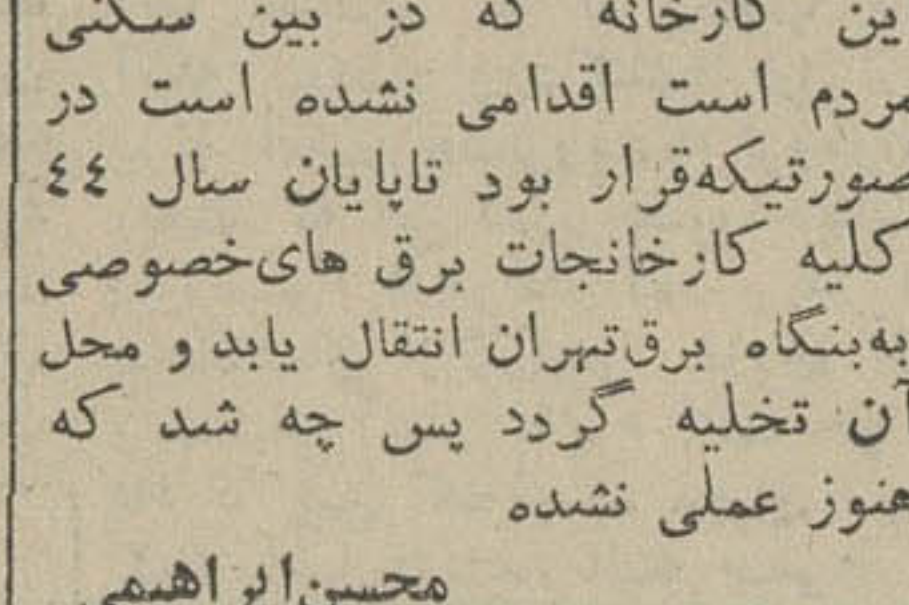 این کارخانه که در بین سکنی
مردم است اقدامی نشده است در
صورتیکه‌قرار بود تاپایان سال ٤٤
کلیه کارخانجات برق های‌خصوصی
به‌بنگاه برق‌تهران انتقال یابد و محل
آن تخلیه گردد پس چه شد که
هنوز عملی نشده
محسن‌ابراهیمی